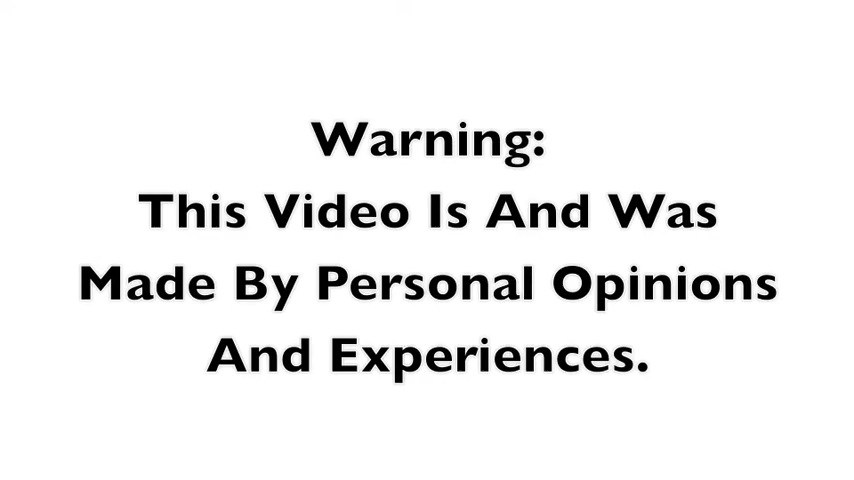 Warning:
This Video Is And Was
Made By Personal Opinions
And Experiences.